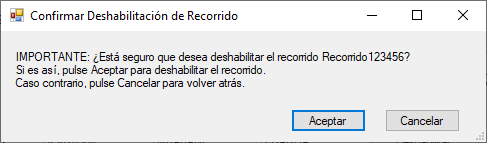 Confirmar Deshabilitación de Recorrido
IMPORTANTE: ¿Está seguro que desea deshabilitar el recorrido Recorrido123456?
Si es así, pulse Aceptar para deshabilitar el recorrido.
Caso contrario, pulse Cancelar para volver atrás.
Aceptar
Cancelar